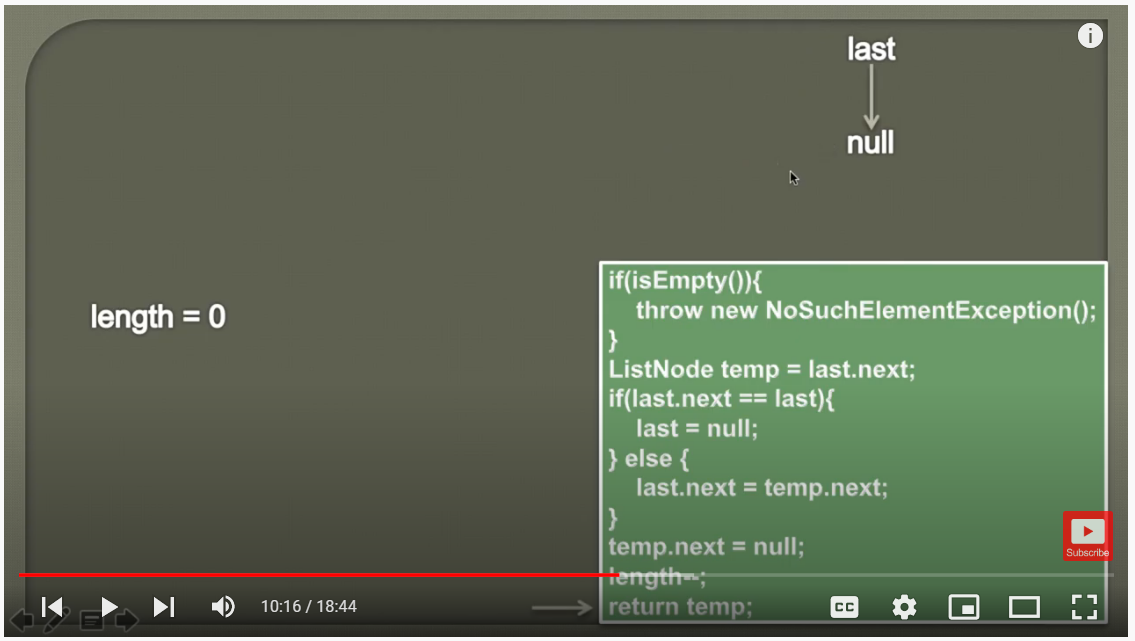 last
null
length = 0
if(isEmpty()){
throw new NoSuchElementException();
}
ListNode temp = last.next;
if(last.next == last){
last = null;
} else {
last.next = temp.next;
}
temp.next = null;
length--;
return temp;
Subscribe
10:16 / 18:44
CC
i